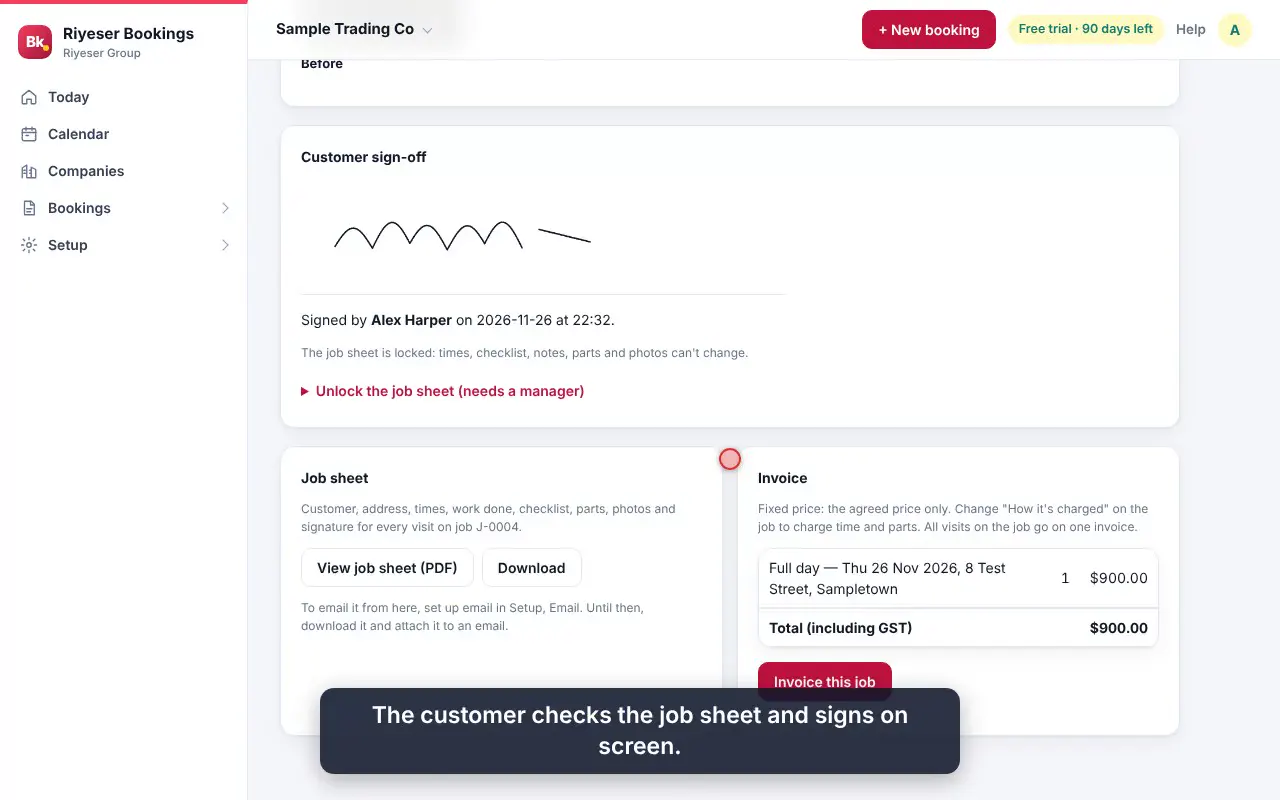 Bk
Riyeser Bookings
Riyeser Group
Today
Calendar
Companies
Bookings
Setup
Sample Trading Co
+ New booking
Free trial · 90 days left
Help
A
Before
Customer sign-off
Signed by Alex Harper on 2026-11-26 at 22:32.
The job sheet is locked: times, checklist, notes, parts and photos can't change.
Unlock the job sheet (needs a manager)
Job sheet
Customer, address, times, work done, checklist, parts, photos and
signature for every visit on job J-0004.
View job sheet (PDF)
Download
To email it from here, set up email in Setup, Email. Until then,
download it and attach it to an email.
Invoice
Fixed price: the agreed price only. Change "How it's charged" on the
job to charge time and parts. All visits on the job go on one invoice.
Full day — Thu 26 Nov 2026, 8 Test
Street, Sampletown
1 $900.00
Total (including GST) $900.00
Invoice this job
The customer checks the job sheet and signs on
screen.